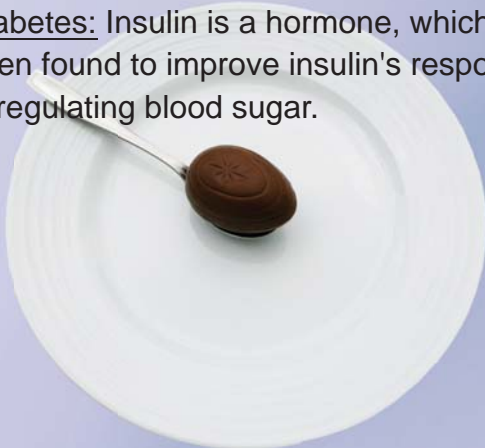 abetes: Insulin is a hormone, which
en found to improve insulin's respo
regulating blood sugar.